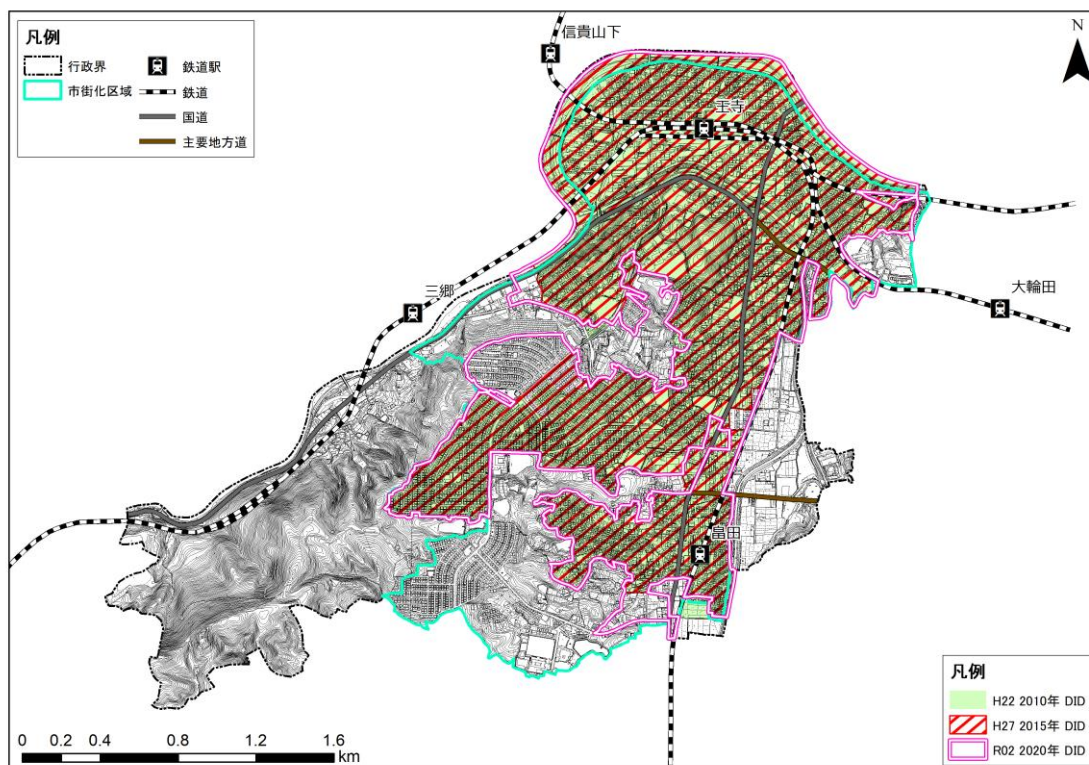 凡例
行政界
鉄道駅
市街化区域
鉄道
国道
主要地方道
信貴山下
N
王寺
三郷
大輪田
畠田
凡例
H22 2010年 DID
H27 2015年 DID
R02 2020年 DID
0 0.2 0.4 0.8 1.2 1.6
km